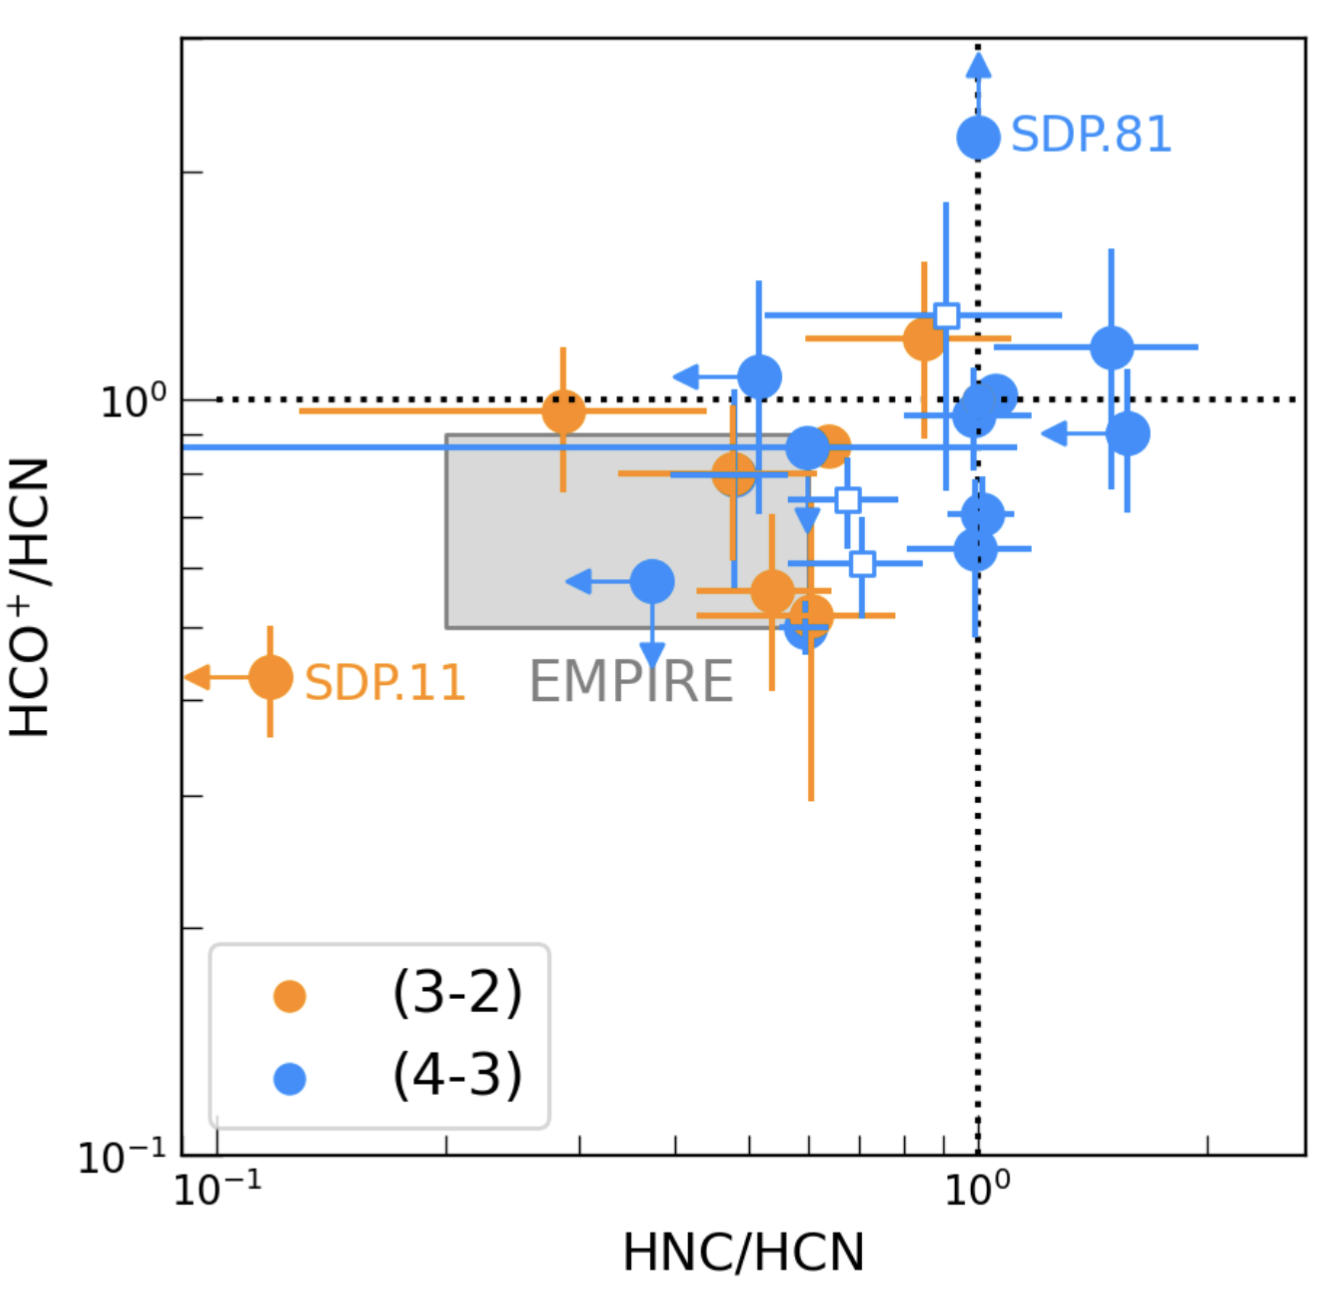 SDP.81
10⁰
HCO⁺/HCN
EMPIRE
SDP.11
(3-2)
(4-3)
10⁻¹
10⁻¹
10⁰
HNC/HCN